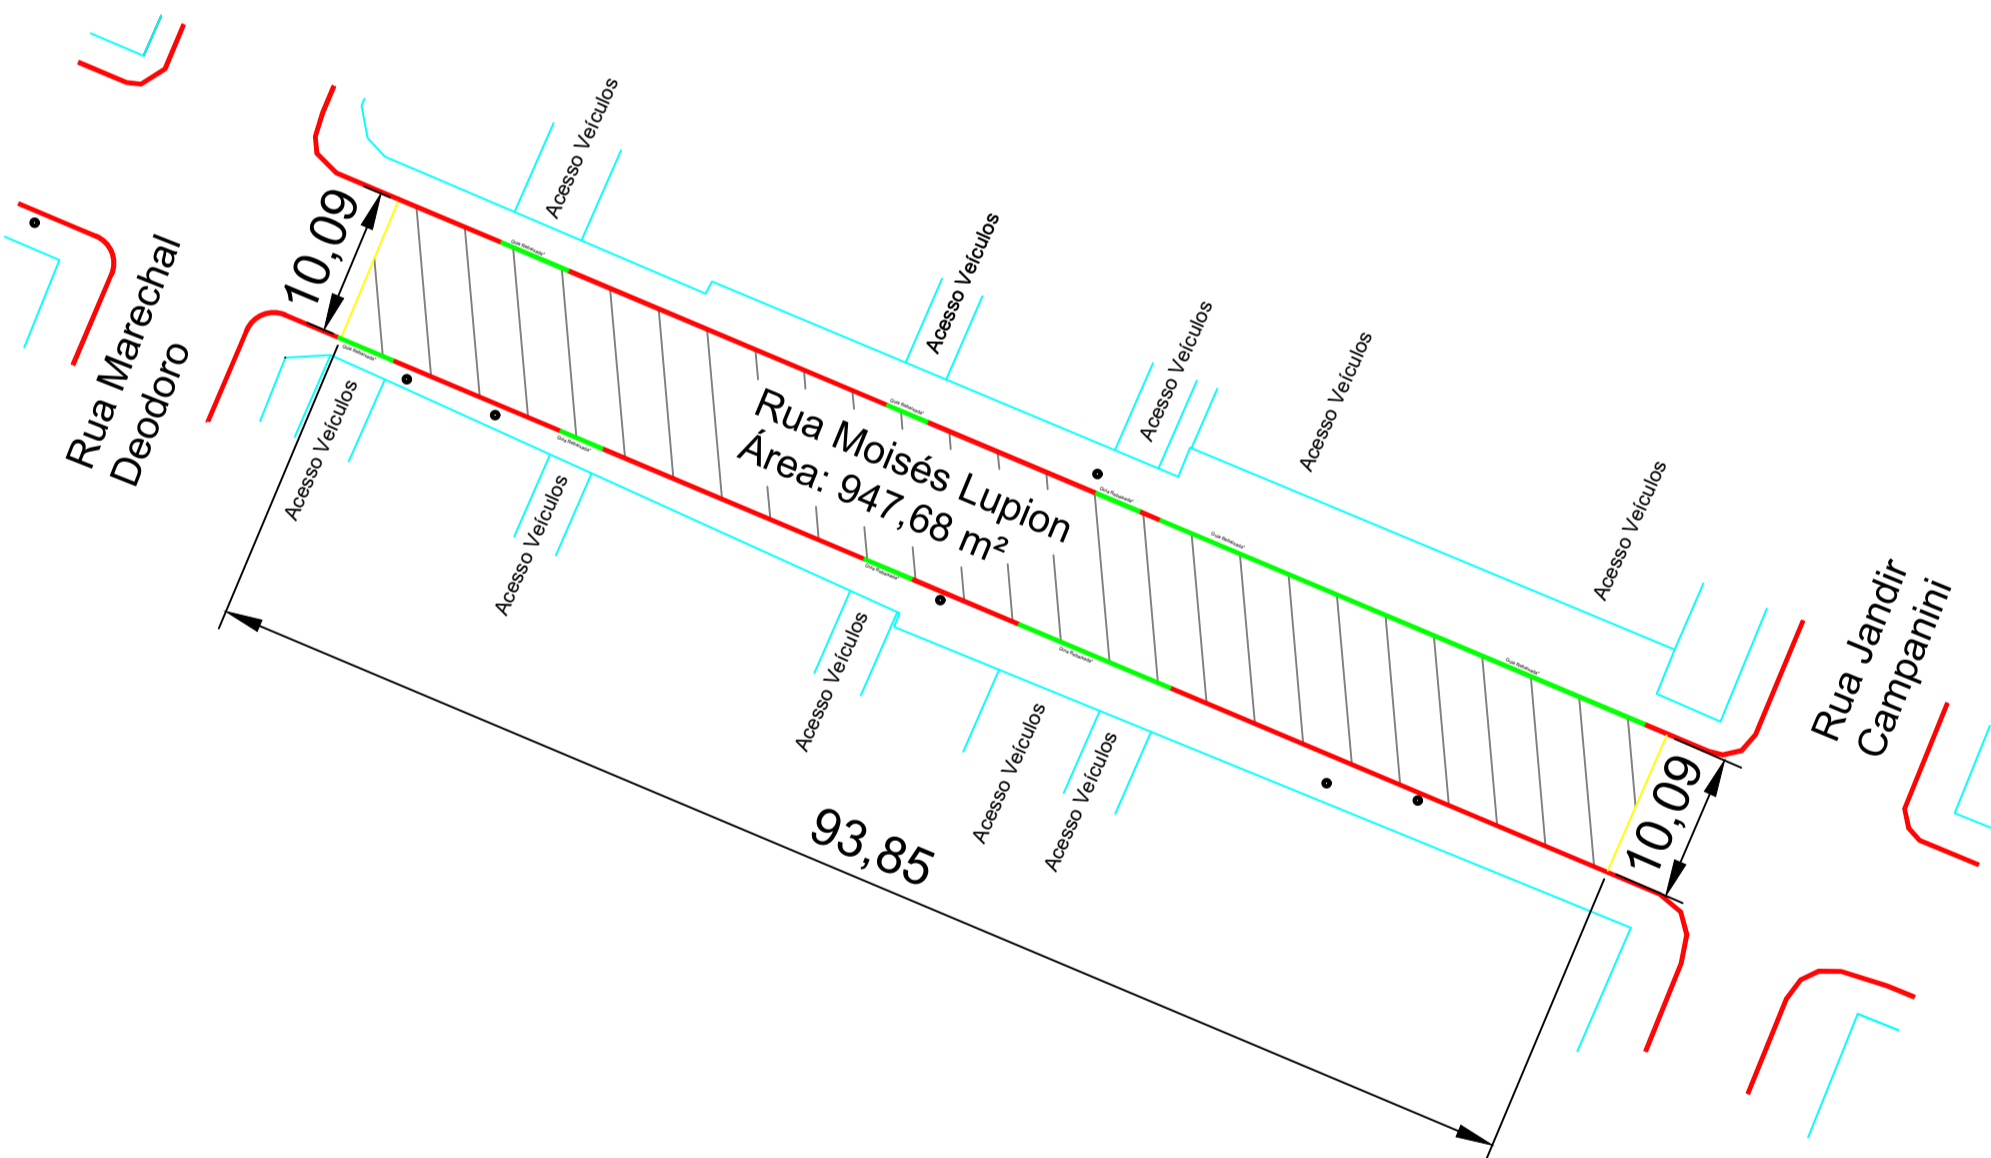 Acesso Veículos
10,09
Acesso Veículos
Rua Marechal
Deodoro
Acesso Veículos
Acesso Veículos
Acesso Veículos
Rua Moisés Lupion
Área: 947,68 m²
Acesso Veículos
Acesso Veículos
Acesso Veículos
Rua Jandir
Campanini
Acesso Veículos
Acesso Veículos
Acesso Veículos
10,09
93,85